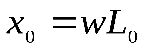 x₀ = wL₀